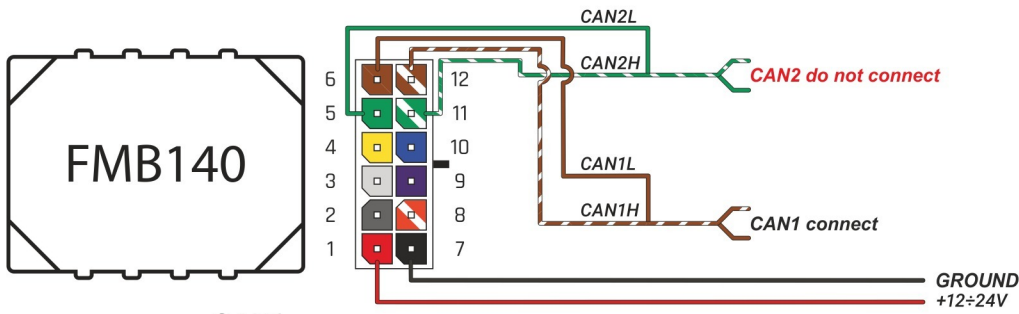 CAN2L
CAN2H
CAN2 do not connect
FMB140
6 12
5 11
4 10
3 9
2 8
1 7
CAN1L
CAN1H
CAN1 connect
GROUND
+12÷24V